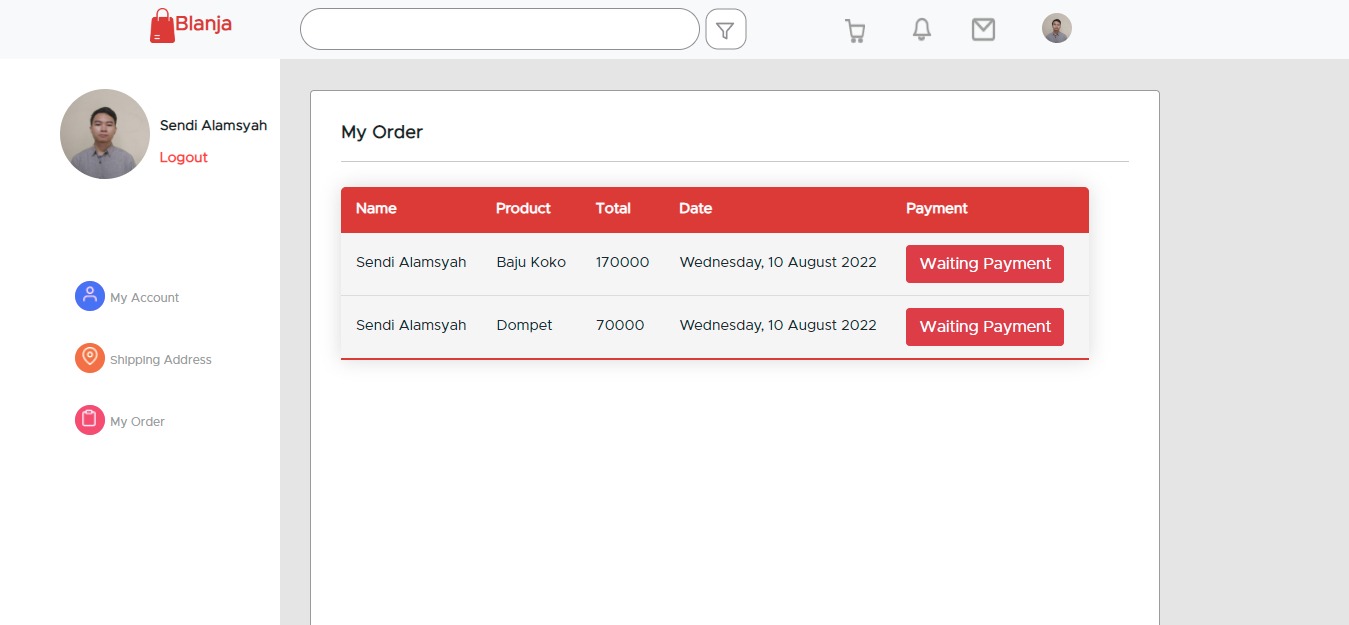 Blanja
Sendi Alamsyah
Logout
My Account
Shipping Address
My Order
My Order
Name Product Total Date Payment
Sendi Alamsyah Baju Koko 170000 Wednesday, 10 August 2022 Waiting Payment
Sendi Alamsyah Dompet 70000 Wednesday, 10 August 2022 Waiting Payment